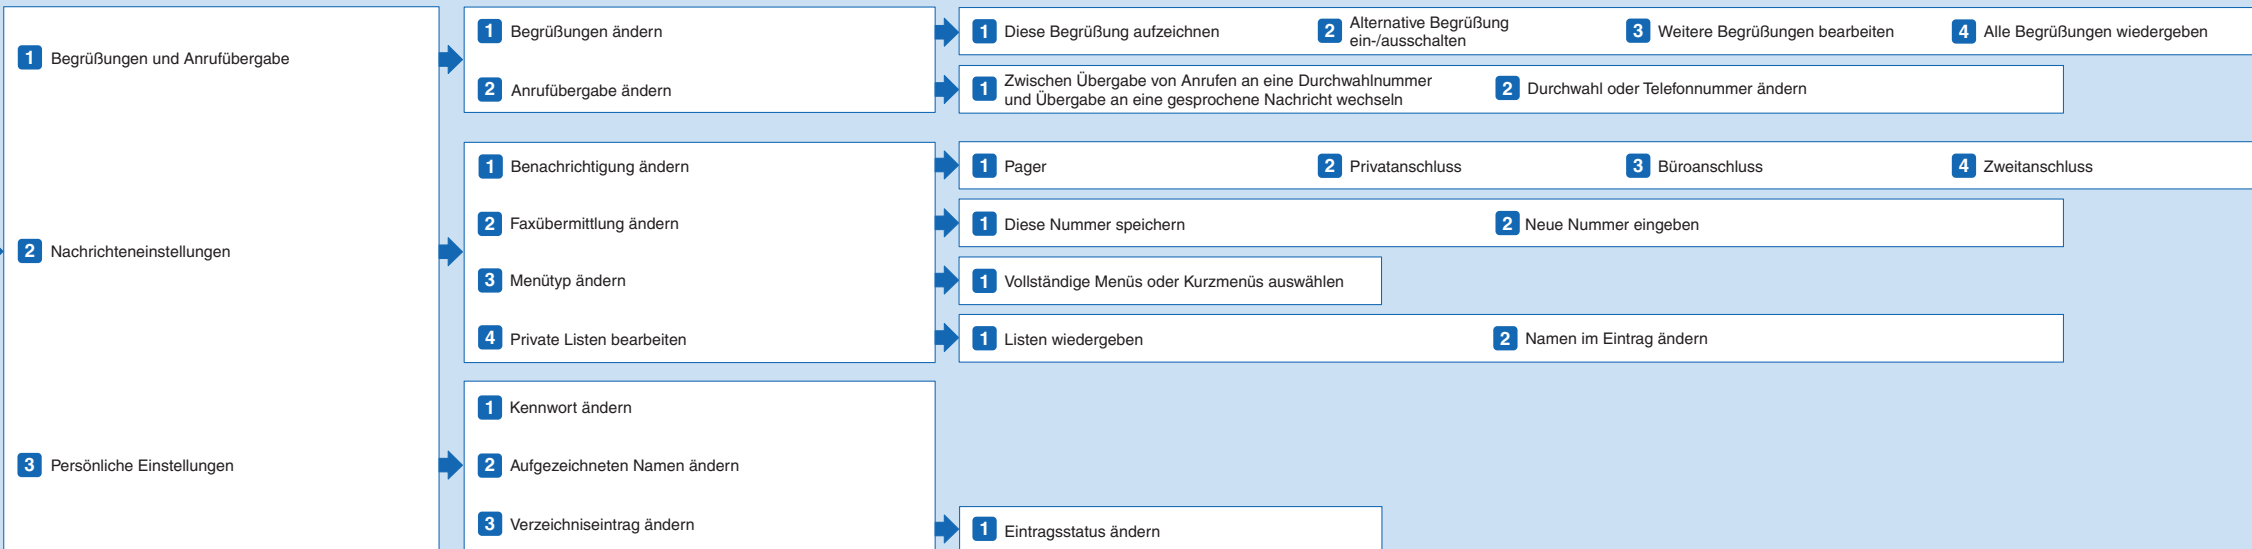 1 Begrüßungen und Anrufübergabe
1 Begrüßungen ändern
1 Diese Begrüßung aufzeichnen
2 Alternative Begrüßung
ein-/ausschalten
3 Weitere Begrüßungen bearbeiten
4 Alle Begrüßungen wiedergeben
2 Anrufübergabe ändern
1 Zwischen Übergabe von Anrufen an eine Durchwahlnummer
und Übergabe an eine gesprochene Nachricht wechseln
2 Durchwahl oder Telefonnummer ändern
2 Nachrichteneinstellungen
1 Benachrichtigung ändern
1 Pager
2 Privatanschluss
3 Büroanschluss
4 Zweitanschluss
2 Faxübermittlung ändern
1 Diese Nummer speichern
2 Neue Nummer eingeben
3 Menütyp ändern
1 Vollständige Menüs oder Kurzmenüs auswählen
4 Private Listen bearbeiten
1 Listen wiedergeben
2 Namen im Eintrag ändern
3 Persönliche Einstellungen
1 Kennwort ändern
2 Aufgezeichneten Namen ändern
3 Verzeichniseintrag ändern
1 Eintragsstatus ändern